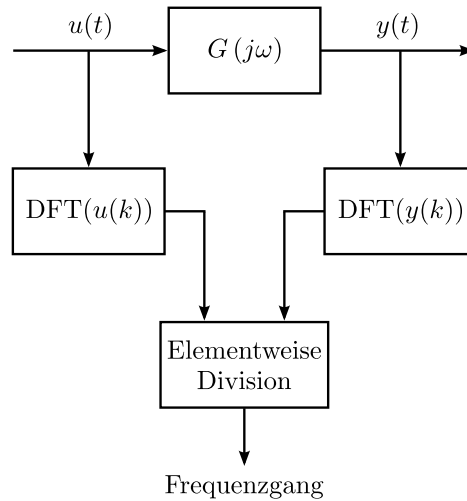 u(t)
G (jω)
y(t)
DFT(u(k))
DFT(y(k))
Elementweise
Division
Frequenzgang